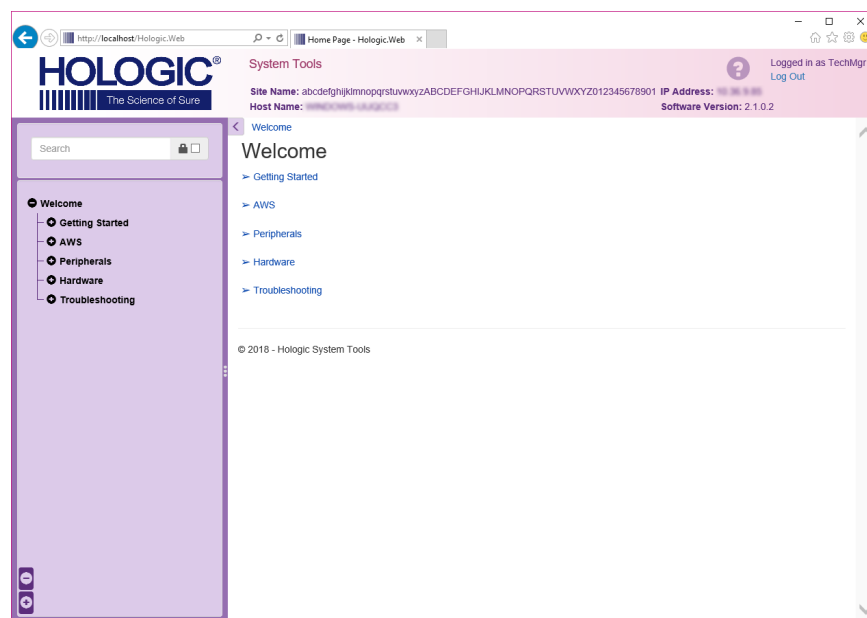 http://localhost/Hologic.Web
Home Page - Hologic.Web
HOLOGIC®
The Science of Sure
System Tools
Logged in as TechMgr
Log Out
Site Name: abcdefghijklmnopqrstuvwxyzABCDEFGHIJKLMNOPQRSTUVWXYZ012345678901 IP Address:
Host Name:
Software Version: 2.1.0.2
Search
Welcome
Getting Started
AWS
Peripherals
Hardware
Troubleshooting
Welcome
Welcome
➢ Getting Started
➢ AWS
➢ Peripherals
➢ Hardware
➢ Troubleshooting
© 2018 - Hologic System Tools